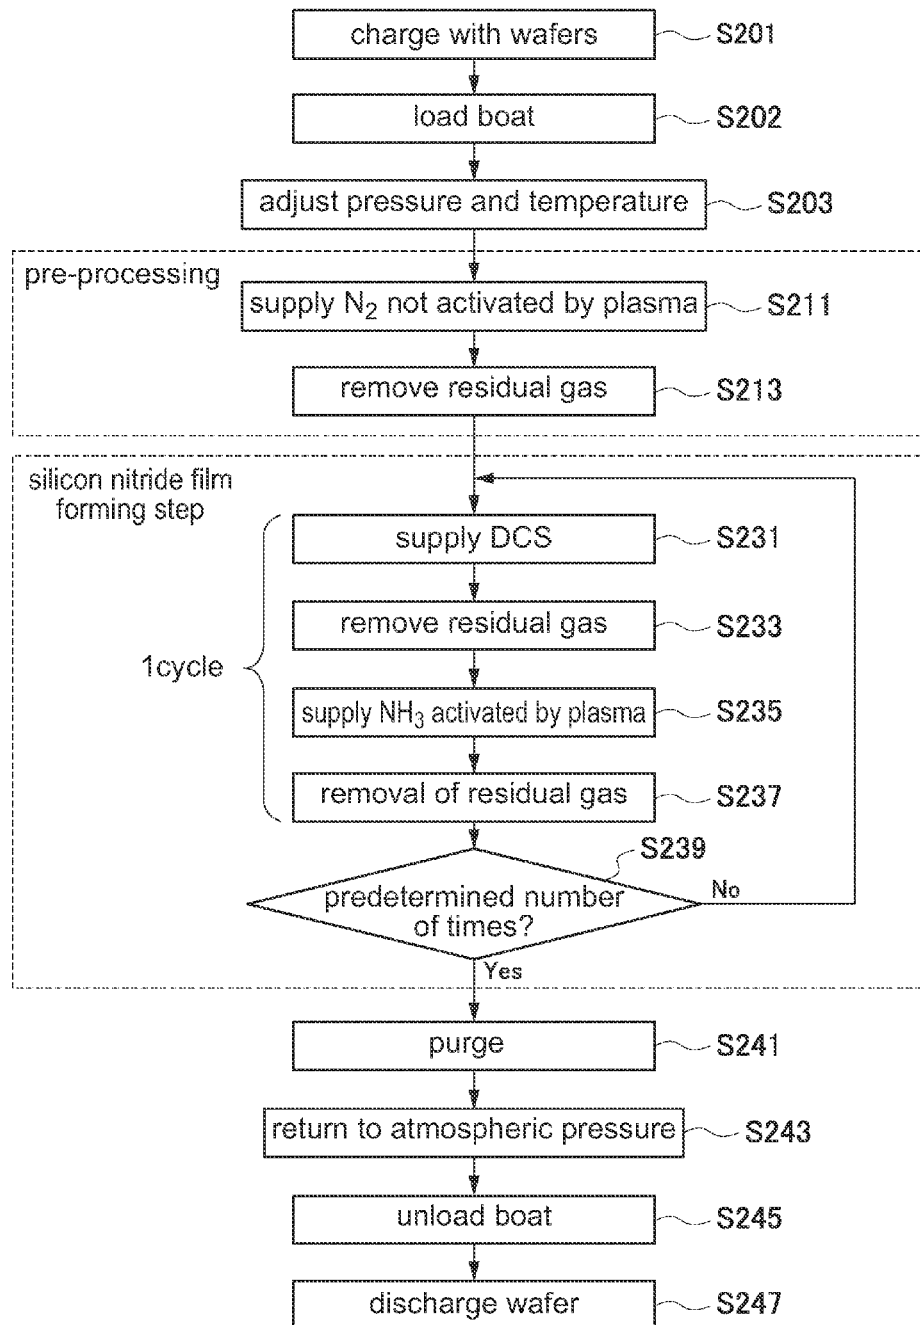 charge with wafers S201
load boat S202
adjust pressure and temperature S203
pre-processing
supply N2 not activated by plasma S211
remove residual gas S213
silicon nitride film
forming step
supply DCS S231
remove residual gas S233
1cycle
supply NH3 activated by plasma S235
removal of residual gas S237
S239
predetermined number
of times?
No
Yes
purge S241
return to atmospheric pressure S243
unload boat S245
discharge wafer S247